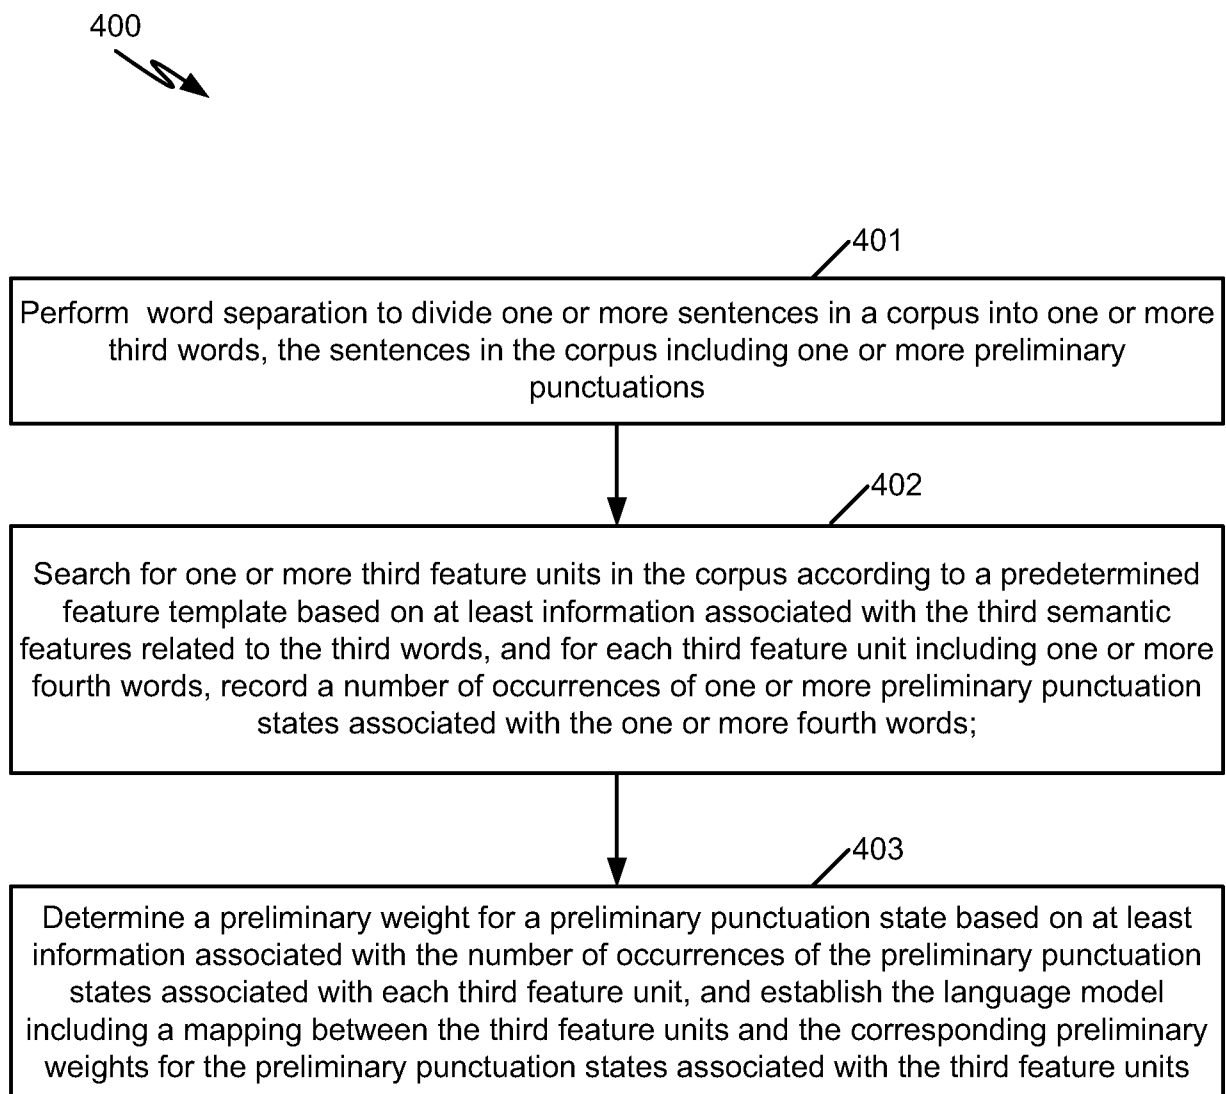 400
401
Perform word separation to divide one or more sentences in a corpus into one or more
third words, the sentences in the corpus including one or more preliminary
punctuations
402
Search for one or more third feature units in the corpus according to a predetermined
feature template based on at least information associated with the third semantic
features related to the third words, and for each third feature unit including one or more
fourth words, record a number of occurrences of one or more preliminary punctuation
states associated with the one or more fourth words;
403
Determine a preliminary weight for a preliminary punctuation state based on at least
information associated with the number of occurrences of the preliminary punctuation
states associated with each third feature unit, and establish the language model
including a mapping between the third feature units and the corresponding preliminary
weights for the preliminary punctuation states associated with the third feature units